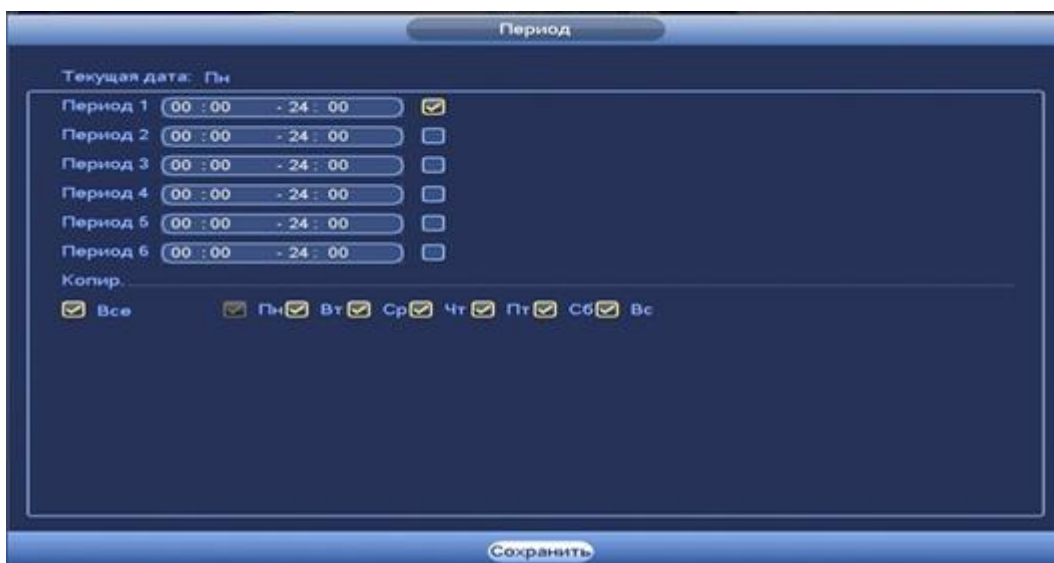 Период
Текущая дата: Пн
Период 1 00 : 00 - 24 : 00
Период 2 00 : 00 - 24 : 00
Период 3 00 : 00 - 24 : 00
Период 4 00 : 00 - 24 : 00
Период 5 00 : 00 - 24 : 00
Период 6 00 : 00 - 24 : 00
Копир.
Все Пн Вт Ср Чт Пт Сб Вс
Сохранить